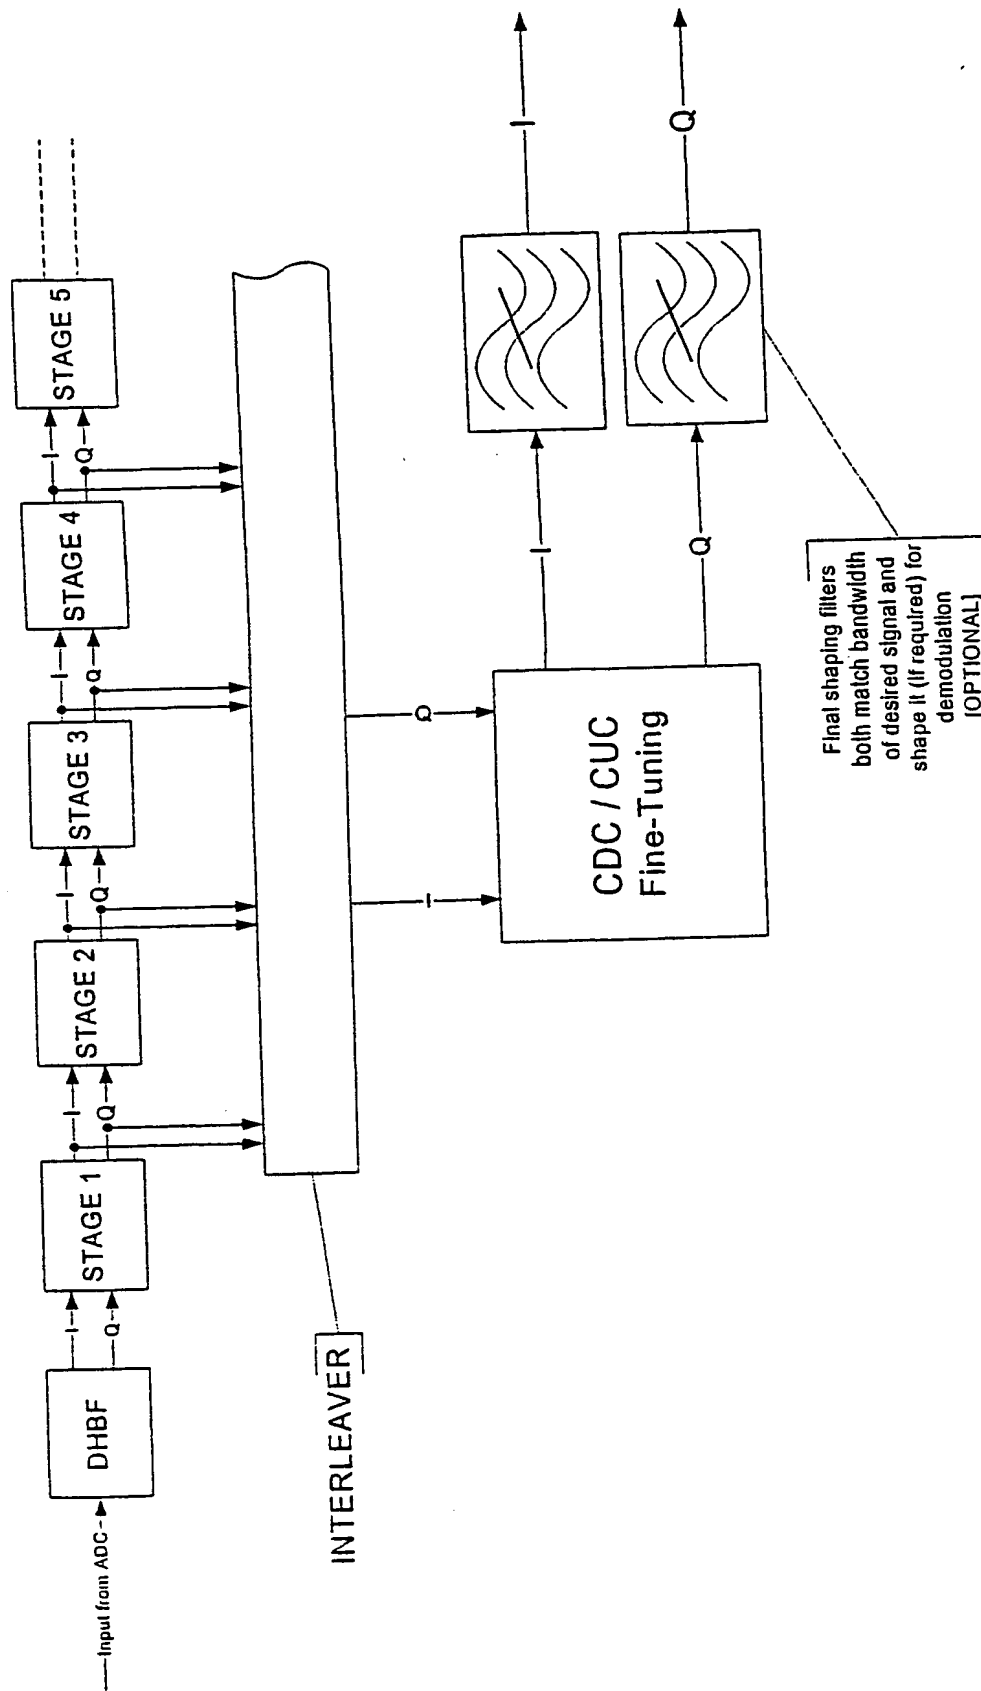 Input from ADC
DHBF
I
Q
STAGE 1
I
Q
STAGE 2
I
Q
STAGE 3
I
Q
STAGE 4
I
Q
STAGE 5
INTERLEAVER
I
Q
CDC / CUC
Fine-Tuning
I
Q
I
Q
Final shaping filters
both match bandwidth
of desired signal and
shape it (if required) for
demodulation
[OPTIONAL]